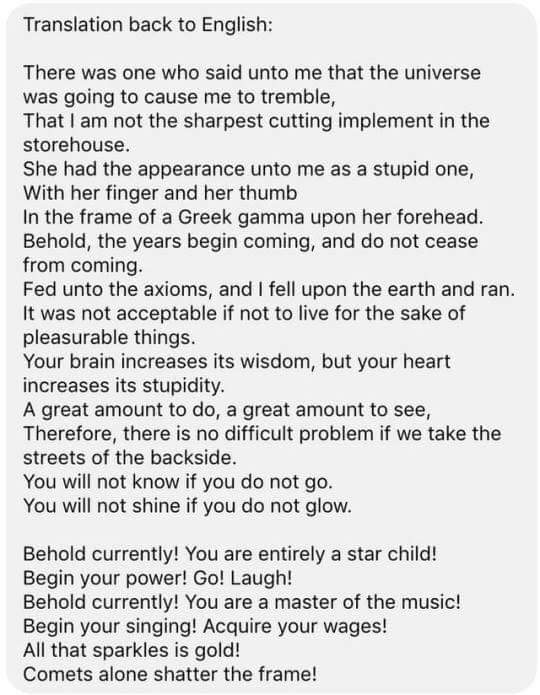 Translation back to English:
There was one who said unto me that the universe
was going to cause me to tremble,
That I am not the sharpest cutting implement in the
storehouse.
She had the appearance unto me as a stupid one,
With her finger and her thumb
In the frame of a Greek gamma upon her forehead.
Behold, the years begin coming, and do not cease
from coming.
Fed unto the axioms, and I fell upon the earth and ran.
It was not acceptable if not to live for the sake of
pleasurable things.
Your brain increases its wisdom, but your heart
increases its stupidity.
A great amount to do, a great amount to see,
Therefore, there is no difficult problem if we take the
streets of the backside.
You will not know if you do not go.
You will not shine if you do not glow.
Behold currently! You are entirely a star child!
Begin your power! Go! Laugh!
Behold currently! You are a master of the music!
Begin your singing! Acquire your wages!
All that sparkles is gold!
Comets alone shatter the frame!